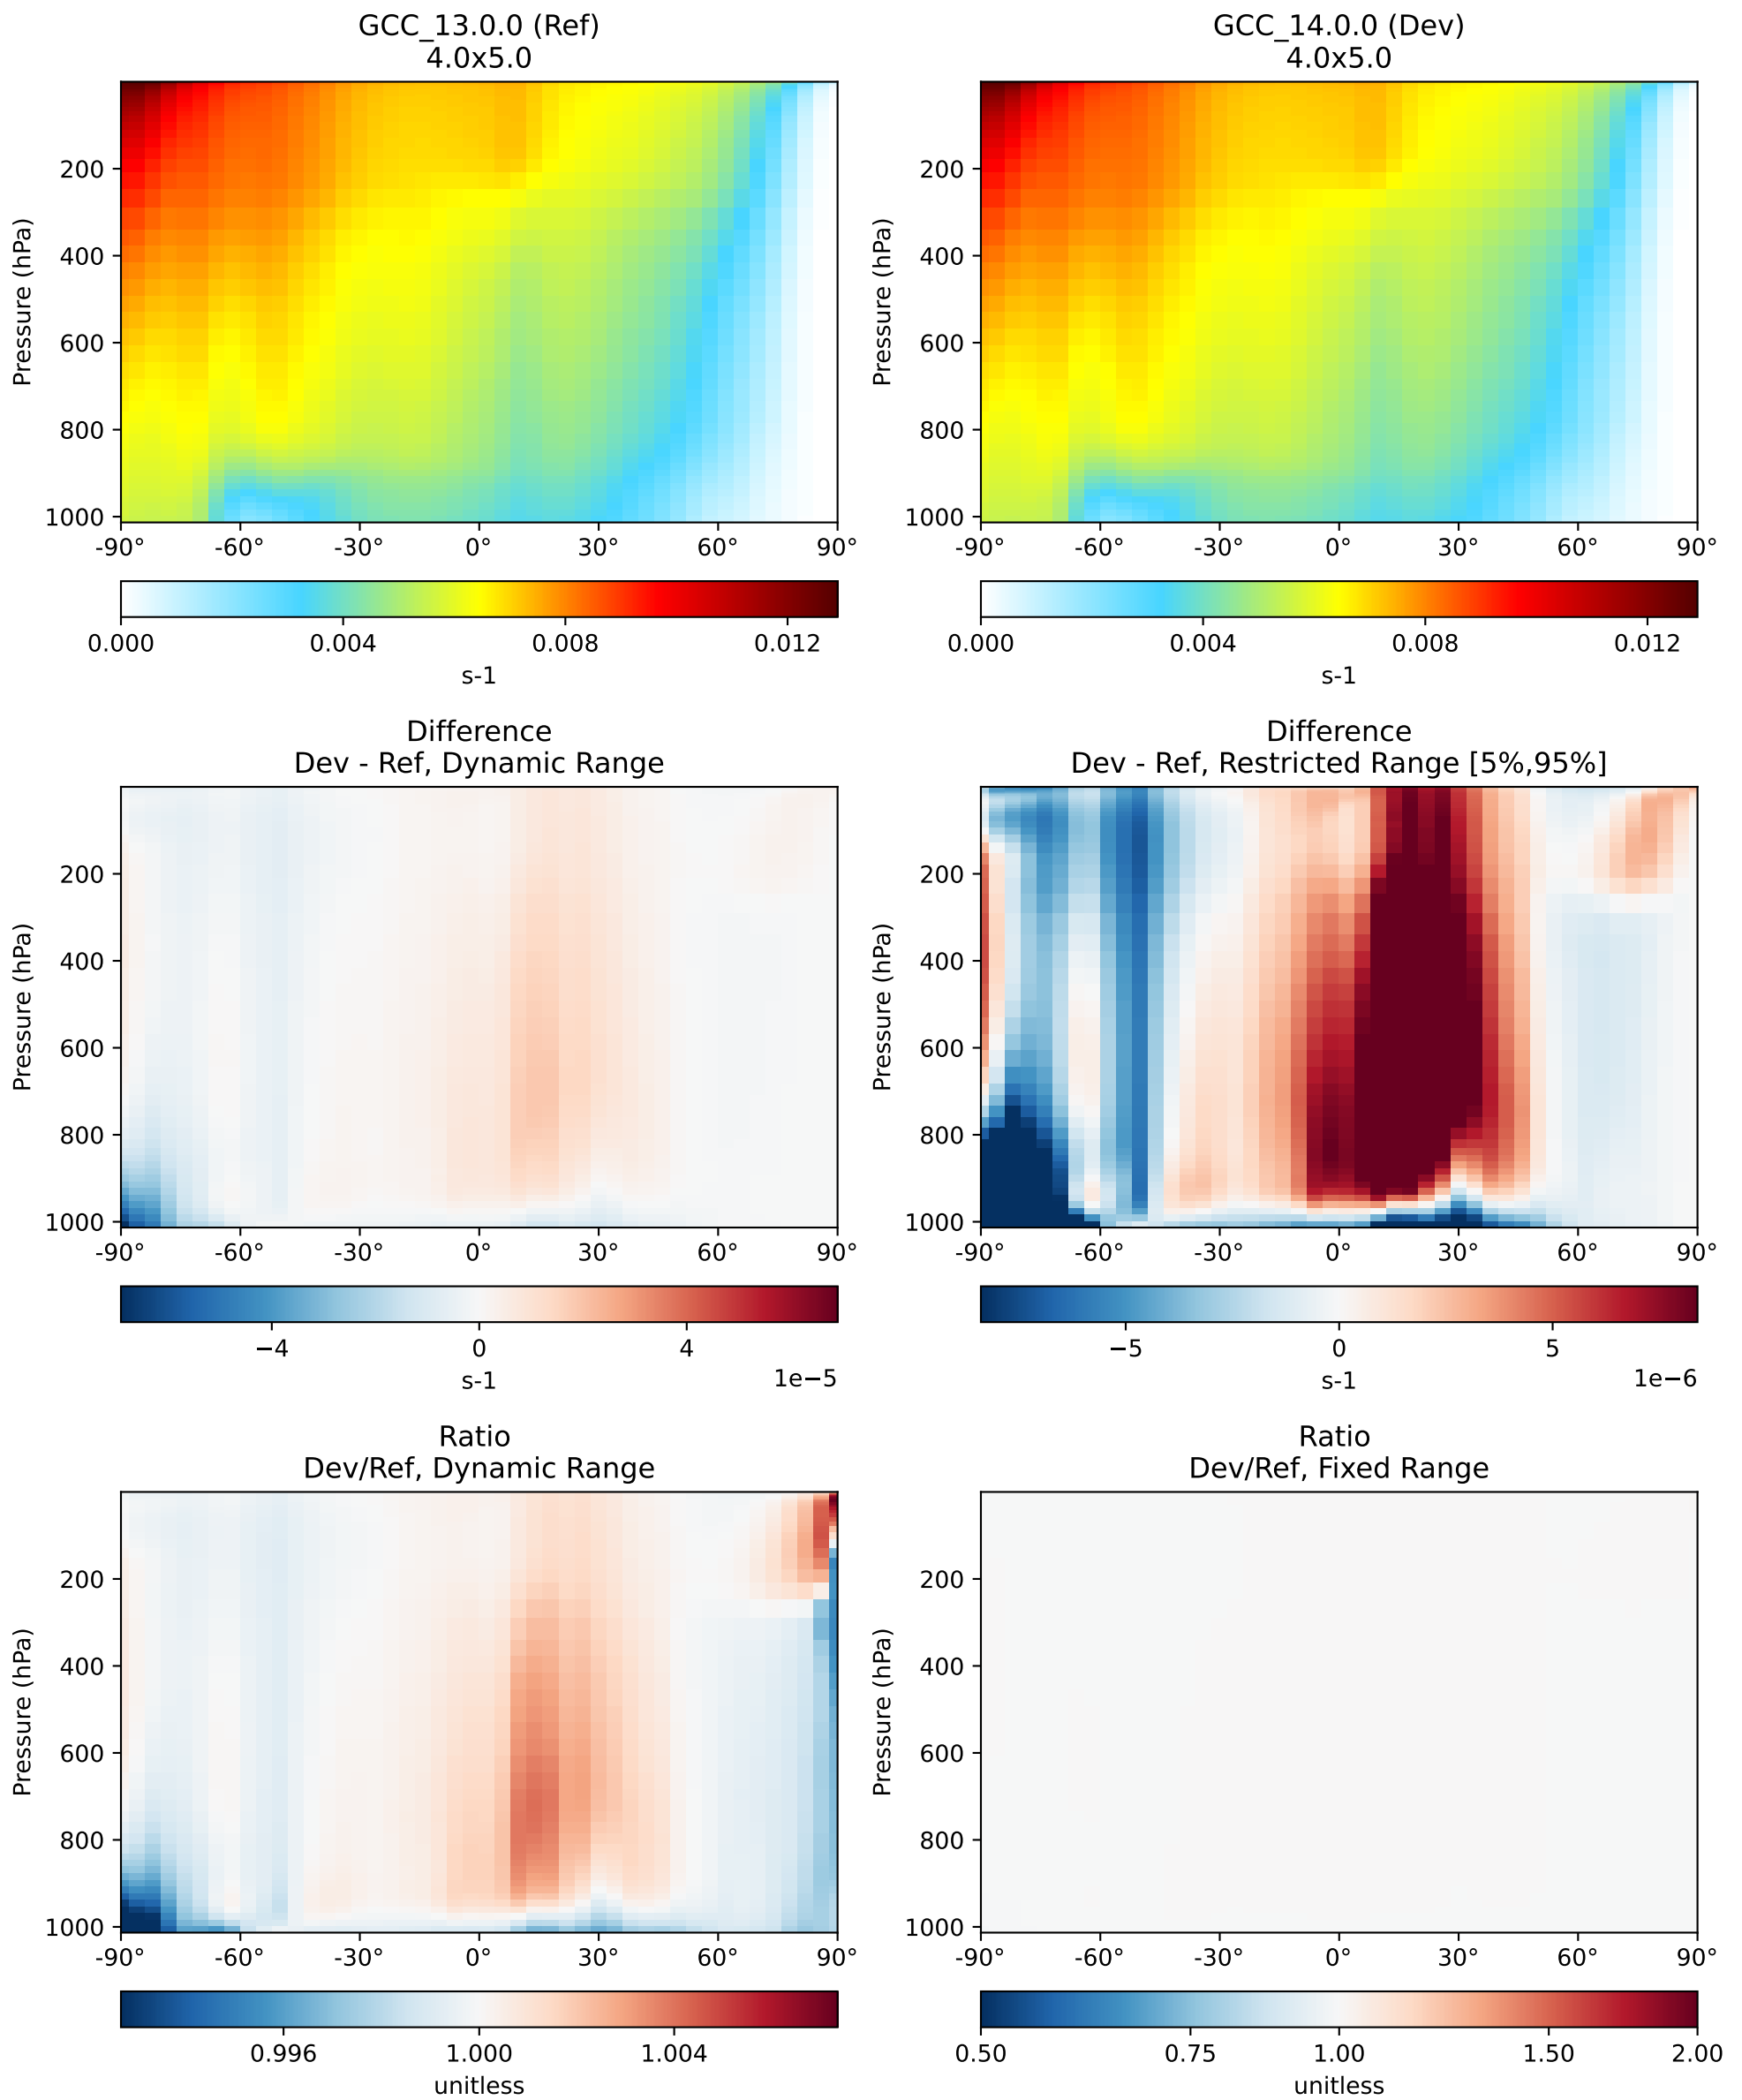 GCC_13.0.0 (Ref)
4.0x5.0
Pressure (hPa)
200
400
600
800
1000
-90° -60° -30° 0° 30° 60° 90°
0.000 0.004 0.008 0.012
s-1
GCC_14.0.0 (Dev)
4.0x5.0
Pressure (hPa)
200
400
600
800
1000
-90° -60° -30° 0° 30° 60° 90°
0.000 0.004 0.008 0.012
s-1
Difference
Dev - Ref, Dynamic Range
Pressure (hPa)
200
400
600
800
1000
-90° -60° -30° 0° 30° 60° 90°
−4 0 4
s-1 1e−5
Difference
Dev - Ref, Restricted Range [5%,95%]
Pressure (hPa)
200
400
600
800
1000
-90° -60° -30° 0° 30° 60° 90°
−5 0 5
s-1 1e−6
Ratio
Dev/Ref, Dynamic Range
Pressure (hPa)
200
400
600
800
1000
-90° -60° -30° 0° 30° 60° 90°
0.996 1.000 1.004
unitless
Ratio
Dev/Ref, Fixed Range
Pressure (hPa)
200
400
600
800
1000
-90° -60° -30° 0° 30° 60° 90°
0.50 0.75 1.00 1.50 2.00
unitless